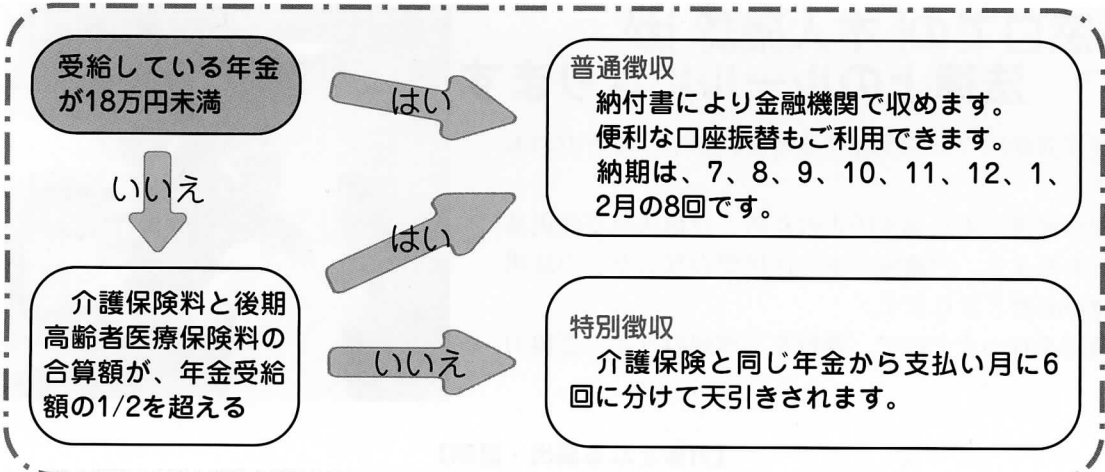 受給している年金
が18万円未満
はい
普通徴収
納付書により金融機関で収めます。
便利な口座振替もご利用できます。
納期は、7、8、9、10、11、12、1、
2月の8回です。
いいえ
はい
介護保険料と後期
高齢者医療保険料の
合算額が、年金受給
額の1/2を超える
いいえ
特別徴収
介護保険と同じ年金から支払い月に6
回に分けて天引きされます。